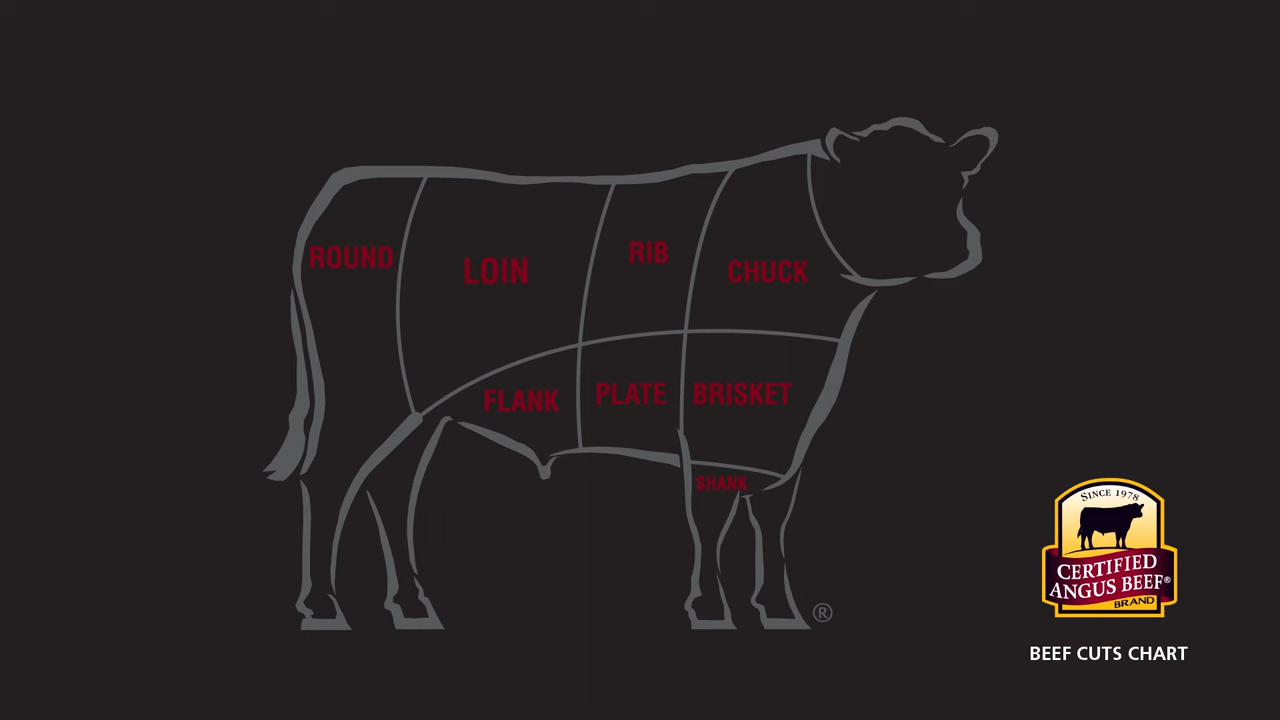 ROUND
LOIN
RIB
CHUCK
FLANK
PLATE
BRISKET
SHANK
®
SINCE 1978
CERTIFIED
ANGUS BEEF®
BRAND
BEEF CUTS CHART